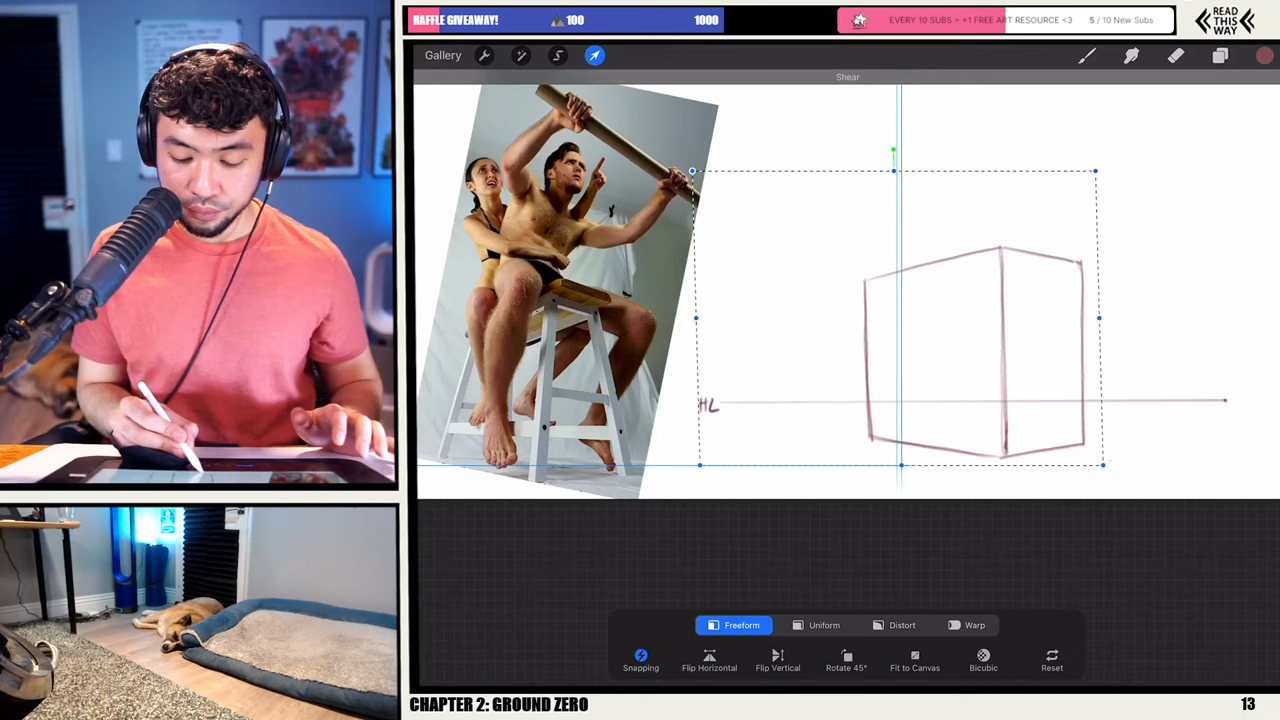 RAFFLE GIVEAWAY! 100 1000
EVERY 10 SUBS = +1 FREE ART RESOURCE <3 5 / 10 New Subs
READ
THIS
WAY
Gallery
Shear
HL
Freeform Uniform Distort Warp
Snapping Flip Horizontal Flip Vertical Rotate 45° Fit to Canvas Bicubic Reset
CHAPTER 2: GROUND ZERO 13